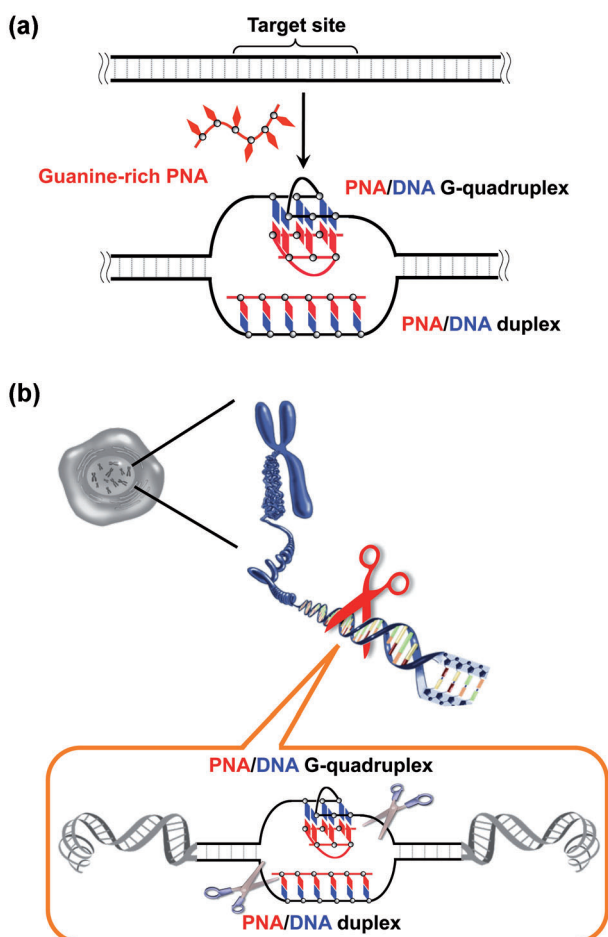 (a)
Target site
Guanine-rich PNA
PNA/DNA G-quadruplex
PNA/DNA duplex
(b)
PNA/DNA G-quadruplex
PNA/DNA duplex